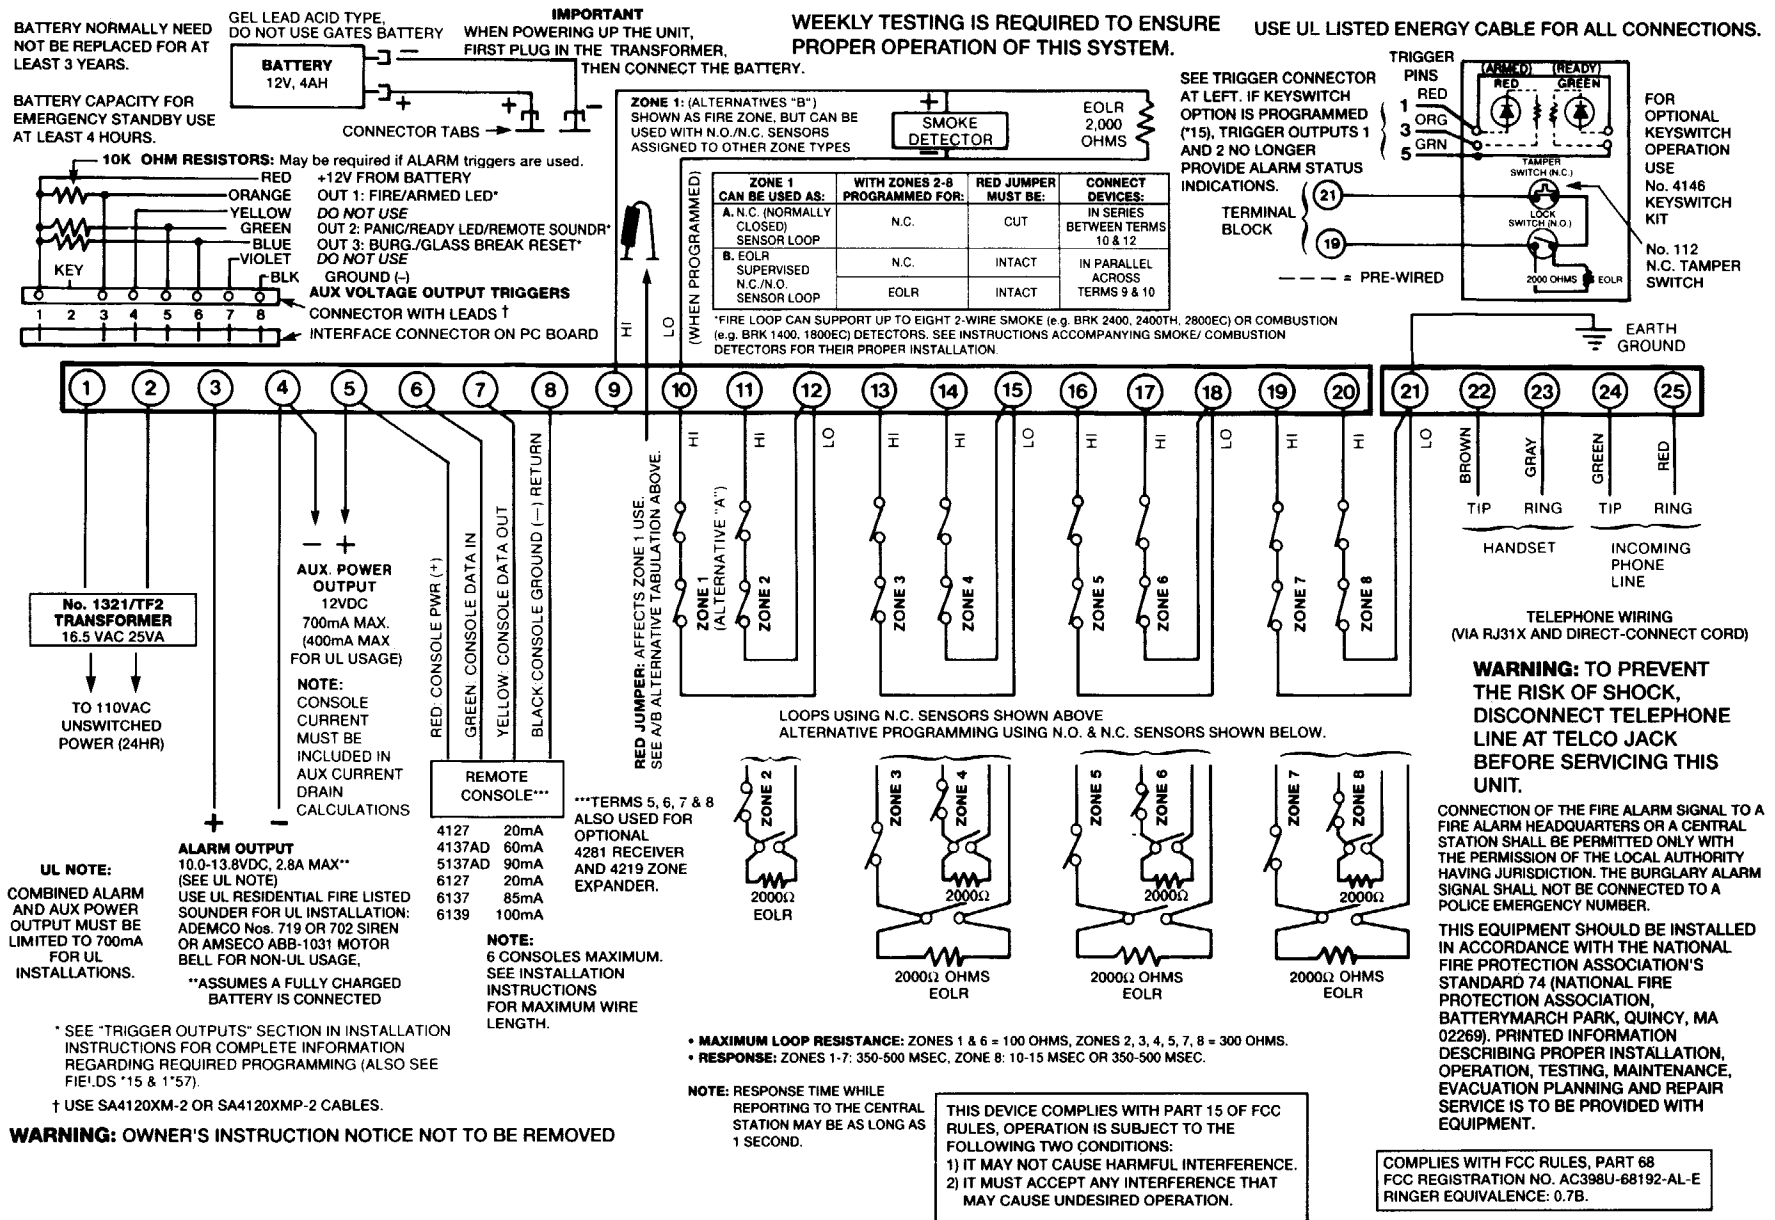 BATTERY NORMALLY NEED
NOT BE REPLACED FOR AT
LEAST 3 YEARS.
BATTERY CAPACITY FOR
EMERGENCY STANDBY USE
AT LEAST 4 HOURS.
GEL LEAD ACID TYPE,
DO NOT USE GATES BATTERY
BATTERY
12V, 4AH
−
+
CONNECTOR TABS
+
−
IMPORTANT
WHEN POWERING UP THE UNIT,
FIRST PLUG IN THE TRANSFORMER,
THEN CONNECT THE BATTERY.
WEEKLY TESTING IS REQUIRED TO ENSURE
PROPER OPERATION OF THIS SYSTEM.
USE UL LISTED ENERGY CABLE FOR ALL CONNECTIONS.
10K OHM RESISTORS: May be required if ALARM triggers are used.
RED +12V FROM BATTERY
ORANGE OUT 1: FIRE/ARMED LED*
YELLOW DO NOT USE
GREEN OUT 2: PANIC/READY LED/REMOTE SOUNDR*
BLUE OUT 3: BURG./GLASS BREAK RESET*
VIOLET DO NOT USE
KEY
BLK GROUND (–)
AUX VOLTAGE OUTPUT TRIGGERS
CONNECTOR WITH LEADS †
1 2 3 4 5 6 7 8
INTERFACE CONNECTOR ON PC BOARD
ZONE 1: (ALTERNATIVES "B")
SHOWN AS FIRE ZONE, BUT CAN BE
USED WITH N.O./N.C. SENSORS
ASSIGNED TO OTHER ZONE TYPES
+
SMOKE
DETECTOR
−
EOLR
2,000
OHMS
HI
LO
(WHEN PROGRAMMED)
ZONE 1 CAN BE USED AS: WITH ZONES 2-8 PROGRAMMED FOR: RED JUMPER MUST BE: CONNECT DEVICES:
A. N.C. (NORMALLY CLOSED) SENSOR LOOP N.C. CUT IN SERIES BETWEEN TERMS 10 & 12
B. EOLR SUPERVISED N.C./N.O. SENSOR LOOP N.C. INTACT IN PARALLEL ACROSS TERMS 9 & 10
EOLR INTACT
*FIRE LOOP CAN SUPPORT UP TO EIGHT 2-WIRE SMOKE (e.g. BRK 2400, 2400TH, 2800EC) OR COMBUSTION
(e.g. BRK 1400, 1800EC) DETECTORS. SEE INSTRUCTIONS ACCOMPANYING SMOKE/ COMBUSTION
DETECTORS FOR THEIR PROPER INSTALLATION.
SEE TRIGGER CONNECTOR
AT LEFT. IF KEYSWITCH
OPTION IS PROGRAMMED
(*15), TRIGGER OUTPUTS 1
AND 2 NO LONGER
PROVIDE ALARM STATUS
INDICATIONS.
TRIGGER
PINS
1 RED
3 ORG
5 GRN
(ARMED) (READY)
RED GREEN
TAMPER
SWITCH (N.C.)
LOCK
SWITCH (N.O.)
2000 OHMS EOLR
TERMINAL
BLOCK
21
19
---- = PRE-WIRED
FOR
OPTIONAL
KEYSWITCH
OPERATION
USE
No. 4146
KEYSWITCH
KIT
No. 112
N.C. TAMPER
SWITCH
EARTH
GROUND
1 2 3 4 5 6 7 8 9 10 11 12 13 14 15 16 17 18 19 20 21 22 23 24 25
HI HI LO HI HI LO HI HI LO HI HI LO
BROWN GRAY GREEN RED
TIP RING TIP RING
HANDSET
INCOMING
PHONE
LINE
TELEPHONE WIRING
(VIA RJ31X AND DIRECT-CONNECT CORD)
No. 1321/TF2
TRANSFORMER
16.5 VAC 25VA
TO 110VAC
UNSWITCHED
POWER (24HR)
− +
AUX. POWER
OUTPUT
12VDC
700mA MAX.
(400mA MAX
FOR UL USAGE)
NOTE:
CONSOLE
CURRENT
MUST BE
INCLUDED IN
AUX CURRENT
DRAIN
CALCULATIONS
RED: CONSOLE PWR (+)
GREEN: CONSOLE DATA IN
YELLOW: CONSOLE DATA OUT
BLACK:CONSOLE GROUND (—) RETURN
RED JUMPER: AFFECTS ZONE 1 USE.
SEE A/B ALTERNATIVE TABULATION ABOVE.
ZONE 1
(ALTERNATIVE "A")
ZONE 2
ZONE 3
ZONE 4
ZONE 5
ZONE 6
ZONE 7
ZONE 8
LOOPS USING N.C. SENSORS SHOWN ABOVE
ALTERNATIVE PROGRAMMING USING N.O. & N.C. SENSORS SHOWN BELOW.
REMOTE
CONSOLE***
4127 20mA
4137AD 60mA
5137AD 90mA
6127 20mA
6137 85mA
6139 100mA
***TERMS 5, 6, 7 & 8
ALSO USED FOR
OPTIONAL
4281 RECEIVER
AND 4219 ZONE
EXPANDER.
NOTE:
6 CONSOLES MAXIMUM.
SEE INSTALLATION
INSTRUCTIONS
FOR MAXIMUM WIRE
LENGTH.
ZONE 2
2000Ω
EOLR
ZONE 3
ZONE 4
2000Ω
2000Ω OHMS
EOLR
ZONE 5
ZONE 6
2000Ω
2000Ω OHMS
EOLR
ZONE 7
ZONE 8
2000Ω
2000Ω OHMS
EOLR
+ −
ALARM OUTPUT
10.0-13.8VDC, 2.8A MAX**
(SEE UL NOTE)
USE UL RESIDENTIAL FIRE LISTED
SOUNDER FOR UL INSTALLATION:
ADEMCO Nos. 719 OR 702 SIREN
OR AMSECO ABB-1031 MOTOR
BELL FOR NON-UL USAGE,
**ASSUMES A FULLY CHARGED
BATTERY IS CONNECTED
UL NOTE:
COMBINED ALARM
AND AUX POWER
OUTPUT MUST BE
LIMITED TO 700mA
FOR UL
INSTALLATIONS.
* SEE "TRIGGER OUTPUTS" SECTION IN INSTALLATION
INSTRUCTIONS FOR COMPLETE INFORMATION
REGARDING REQUIRED PROGRAMMING (ALSO SEE
FIELDS *15 & 1*57).
† USE SA4120XM-2 OR SA4120XMP-2 CABLES.
WARNING: OWNER'S INSTRUCTION NOTICE NOT TO BE REMOVED
• MAXIMUM LOOP RESISTANCE: ZONES 1 & 6 = 100 OHMS, ZONES 2, 3, 4, 5, 7, 8 = 300 OHMS.
• RESPONSE: ZONES 1-7: 350-500 MSEC, ZONE 8: 10-15 MSEC OR 350-500 MSEC.
NOTE: RESPONSE TIME WHILE
REPORTING TO THE CENTRAL
STATION MAY BE AS LONG AS
1 SECOND.
THIS DEVICE COMPLIES WITH PART 15 OF FCC
RULES, OPERATION IS SUBJECT TO THE
FOLLOWING TWO CONDITIONS:
1) IT MAY NOT CAUSE HARMFUL INTERFERENCE.
2) IT MUST ACCEPT ANY INTERFERENCE THAT
MAY CAUSE UNDESIRED OPERATION.
WARNING: TO PREVENT
THE RISK OF SHOCK,
DISCONNECT TELEPHONE
LINE AT TELCO JACK
BEFORE SERVICING THIS
UNIT.
CONNECTION OF THE FIRE ALARM SIGNAL TO A
FIRE ALARM HEADQUARTERS OR A CENTRAL
STATION SHALL BE PERMITTED ONLY WITH
THE PERMISSION OF THE LOCAL AUTHORITY
HAVING JURISDICTION. THE BURGLARY ALARM
SIGNAL SHALL NOT BE CONNECTED TO A
POLICE EMERGENCY NUMBER.
THIS EQUIPMENT SHOULD BE INSTALLED
IN ACCORDANCE WITH THE NATIONAL
FIRE PROTECTION ASSOCIATION'S
STANDARD 74 (NATIONAL FIRE
PROTECTION ASSOCIATION,
BATTERYMARCH PARK, QUINCY, MA
02269). PRINTED INFORMATION
DESCRIBING PROPER INSTALLATION,
OPERATION, TESTING, MAINTENANCE,
EVACUATION PLANNING AND REPAIR
SERVICE IS TO BE PROVIDED WITH
EQUIPMENT.
COMPLIES WITH FCC RULES, PART 68
FCC REGISTRATION NO. AC398U-68192-AL-E
RINGER EQUIVALENCE: 0.7B.